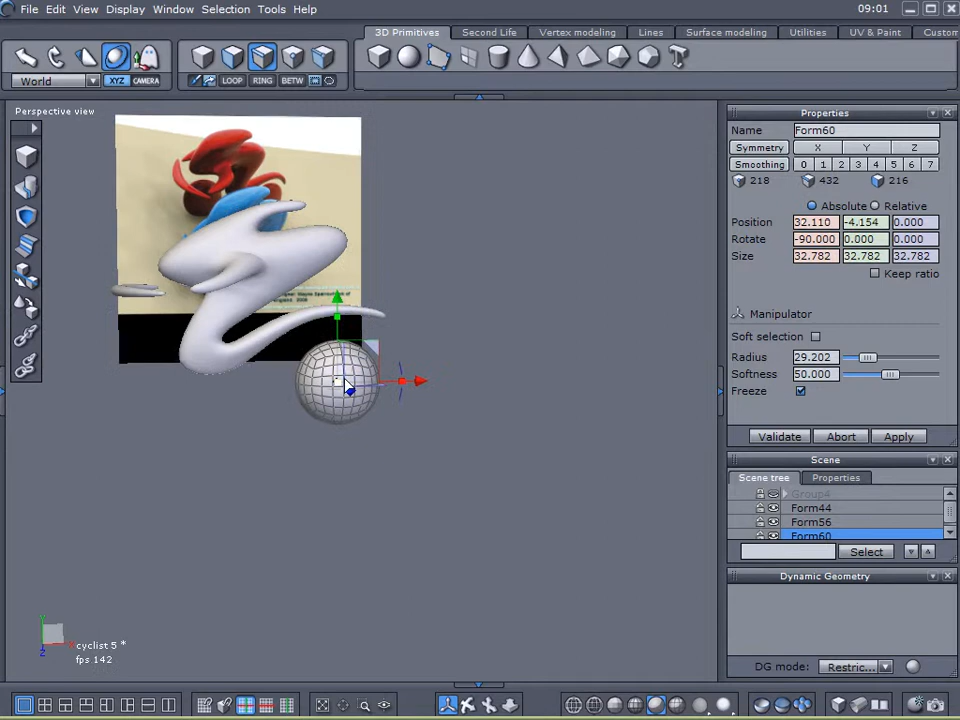 File Edit View Display Window Selection Tools Help 09:01
3D Primitives Second Life Vertex modeling Lines Surface modeling Utilities UV & Paint Custom
World XYZ CAMERA LOOP RING BETW
Perspective view
Properties
Name Form60
Symmetry X Y Z
Smoothing 0 1 2 3 4 5 6 7
218 432 216
Absolute Relative
Position 32.110 -4.154 0.000
Rotate -90.000 0.000 0.000
Size 32.782 32.782 32.782
Keep ratio
Manipulator
Soft selection
Radius 29.202
Softness 50.000
Freeze
Validate Abort Apply
Scene
Scene tree Properties
Group4
Form44
Form56
Form60
Select
Dynamic Geometry
DG mode: Restric...
Y
X
Z
cyclist 5 *
fps 142